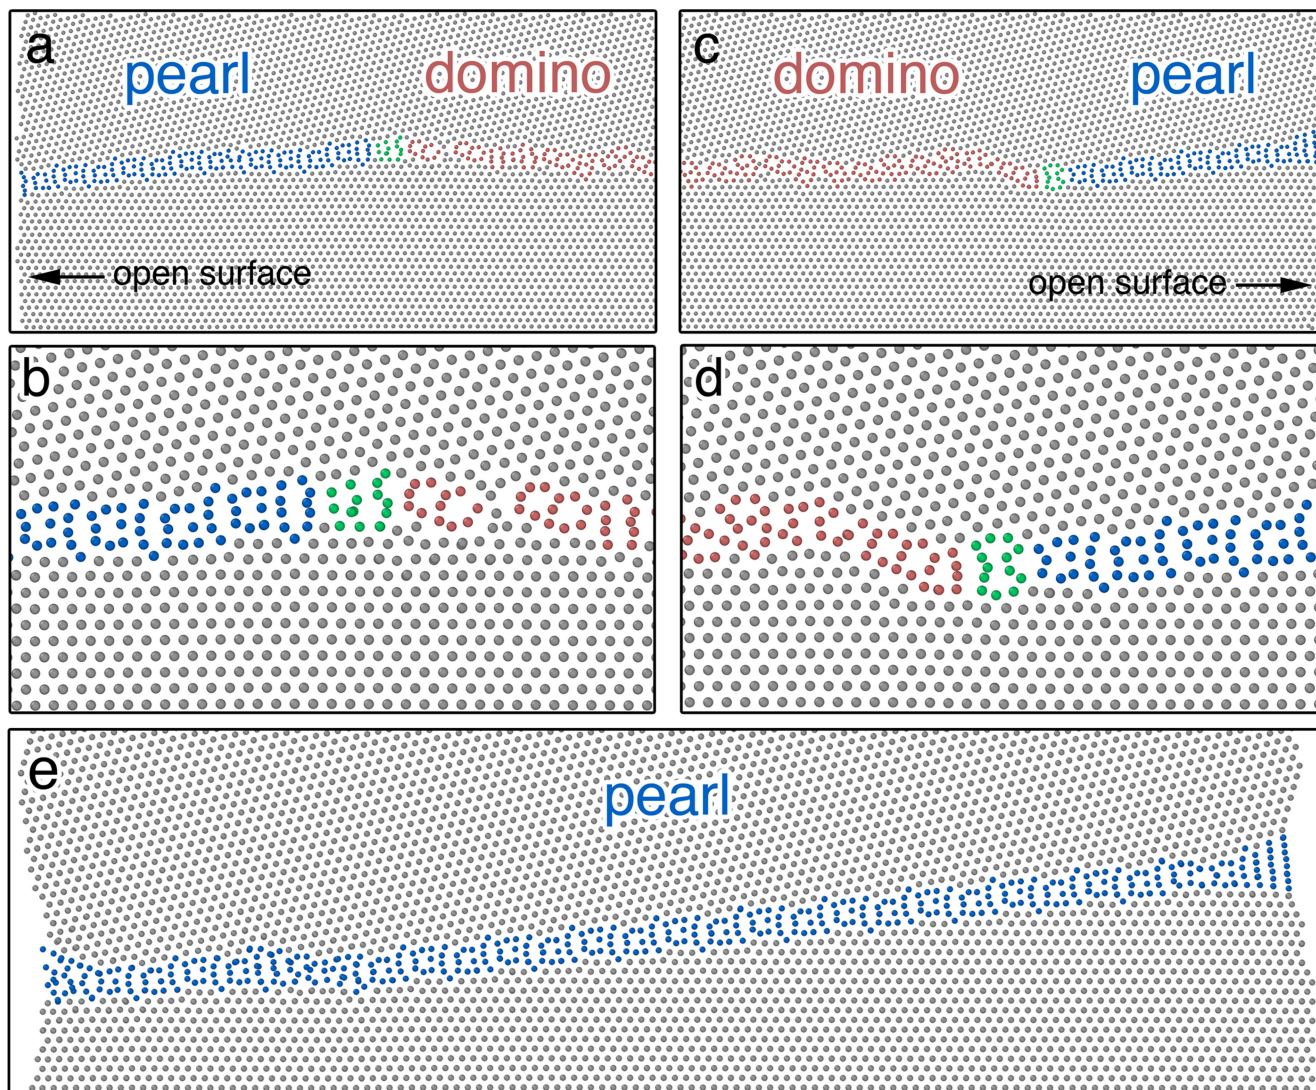 a
pearl
domino
open surface
c
domino
pearl
open surface
b
d
e
pearl